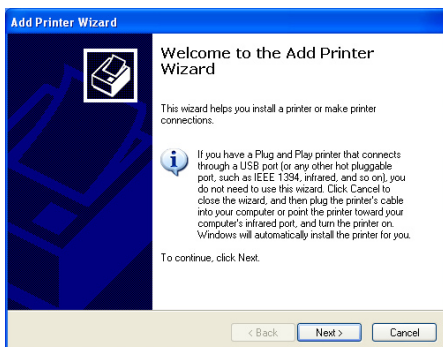 Add Printer Wizard
Welcome to the Add Printer
Wizard
This wizard helps you install a printer or make printer
connections.
If you have a Plug and Play printer that connects
through a USB port (or any other hot pluggable
port, such as IEEE 1394, infrared, and so on), you
do not need to use this wizard. Click Cancel to
close the wizard, and then plug the printer's cable
into your computer or point the printer toward your
computer's infrared port, and turn the printer on.
Windows will automatically install the printer for you.
To continue, click Next.
< Back Next > Cancel